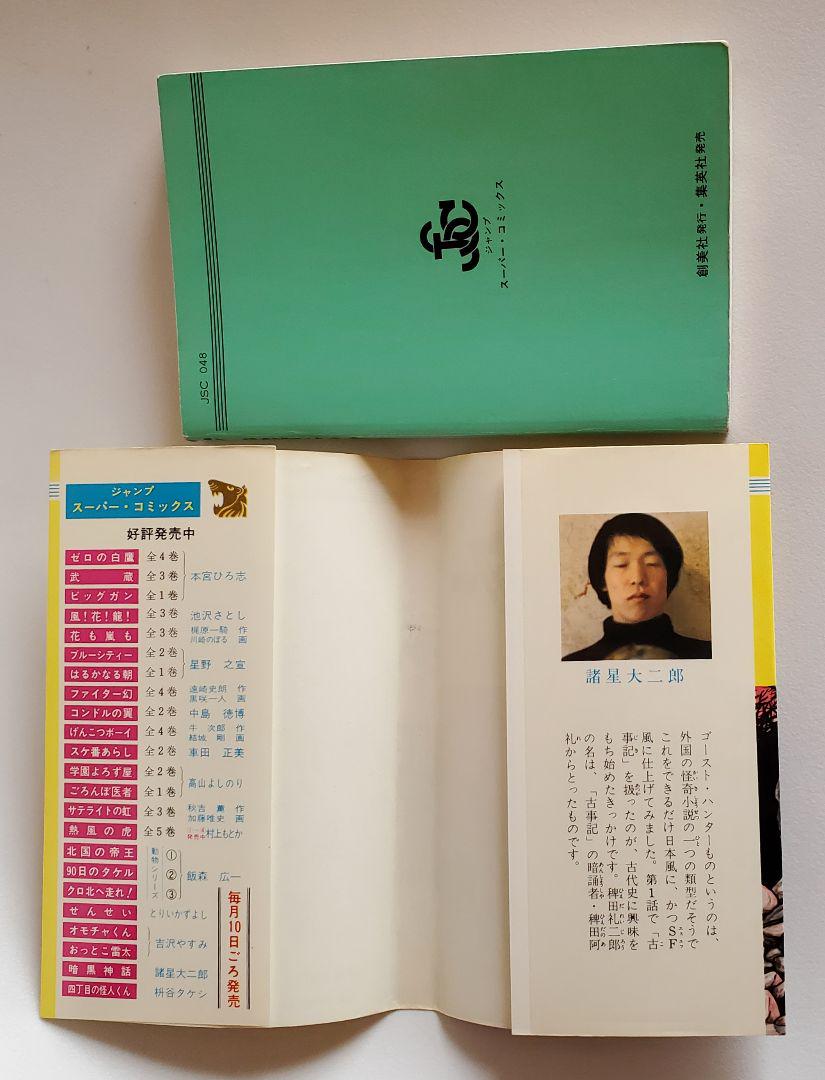 JSC 048
JSC
ジャンプ
スーパー・コミックス
創美社発行・集英社発売
ジャンプ
スーパー・コミックス
好評発売中
ゼロの白鷹 全4巻
武蔵 全3巻 本宮ひろ志
ビッグガン 全1巻
風!花!龍! 全3巻 池沢さとし
花も嵐も 全3巻 梶原一騎 作 川崎のぼる 画
ブルーシティー 全2巻
星野之宣
はるかなる朝 全1巻
ファイター幻 全4巻 遠崎史朗 作 黒咲一人 画
コンドルの翼 全2巻 中島徳博
げんこつボーイ 全4巻 牛次郎 作 結城剛 画
スケ番あらし 全2巻 車田正美
学園よろず屋 全2巻
高山よしのり
ごろんぼ医者 全1巻
サテライトの虹 全3巻 秋吉薫 作 加藤唯史 画
熱風の虎 全5巻 発売中 村上もとか
北国の帝王 動物シリーズ ①
90日のタケル ② 飯森広一
クロ北へ走れ! ③
せんせい とりいかずよし
オモチャくん
吉沢やすみ
おっとこ雷太
暗黒神話 諸星大二郎
四丁目の怪人くん 枡谷タケシ
毎月10日ごろ発売
諸星大二郎
ゴースト・ハンターものというのは、
外国の怪奇小説の一つの類型だそうで
これをできるだけ日本風に、かつSF
風に仕上げてみました。第1話で「古
事記」を扱ったのが、古代史に興味を
もち始めたきっかけです。稗田礼二郎
の名は、「古事記」の暗誦者・稗田阿
礼からとったものです。